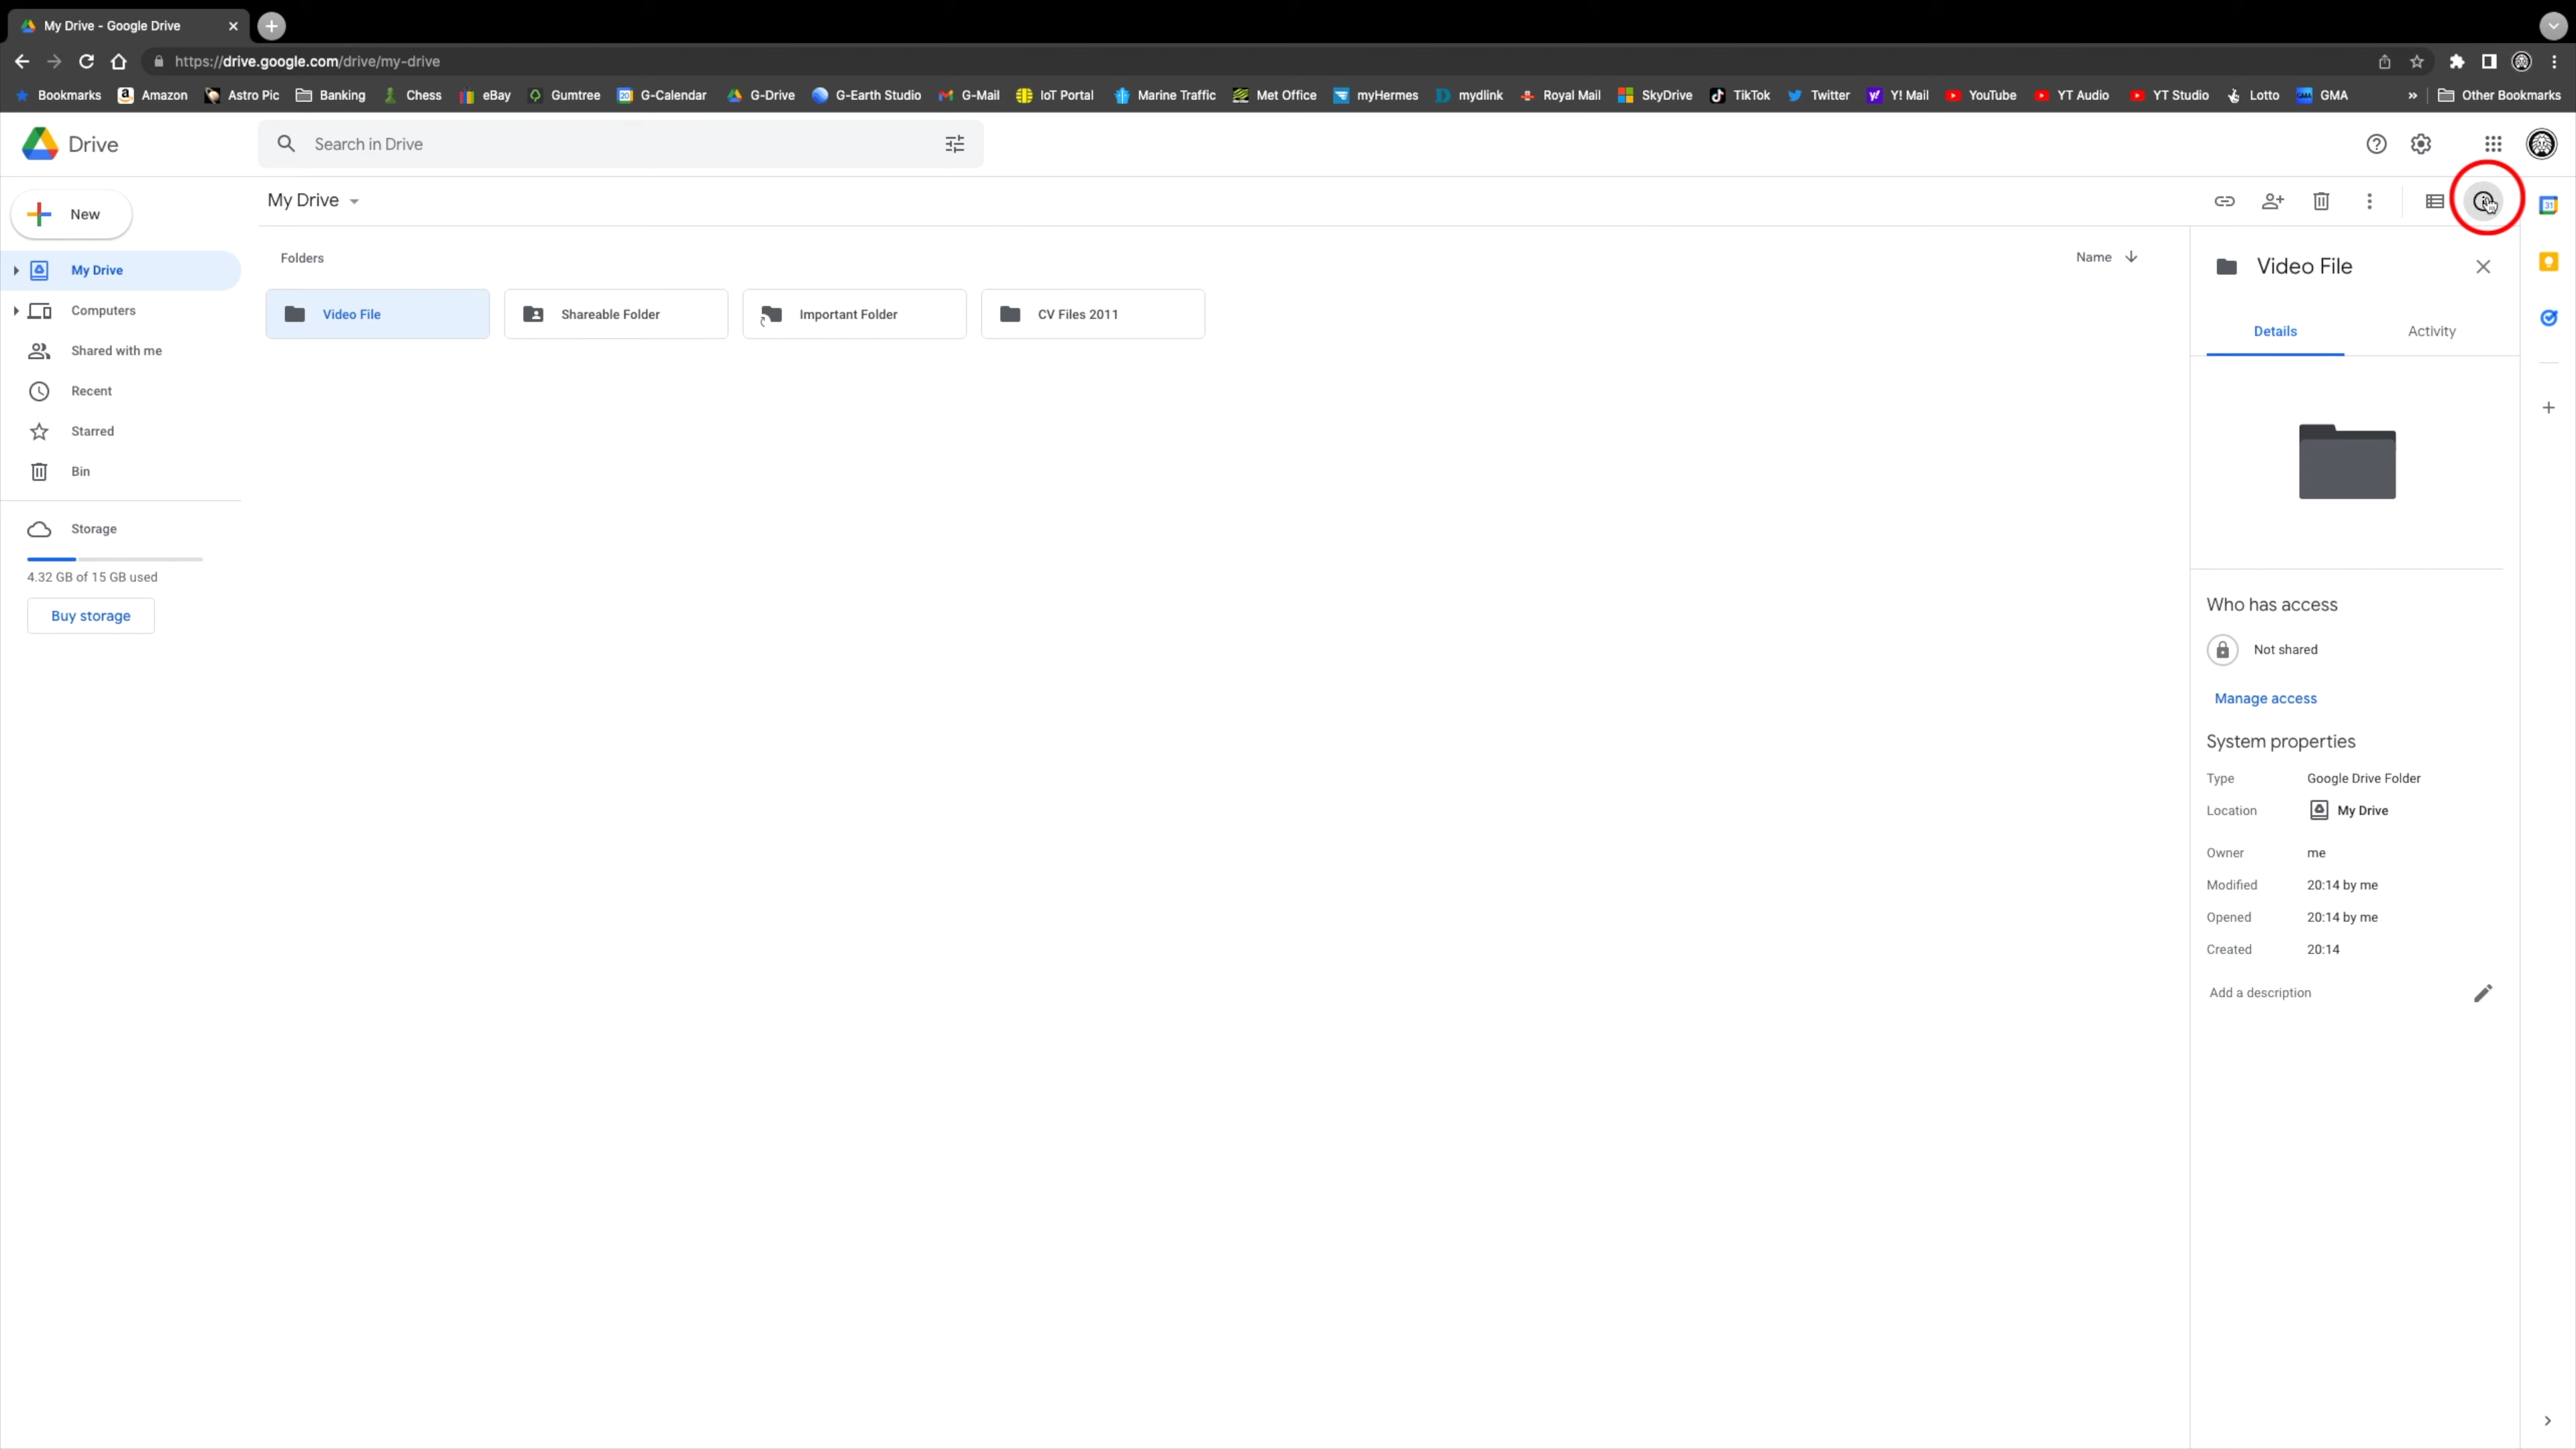 My Drive - Google Drive
https://drive.google.com/drive/my-drive
Bookmarks Amazon Astro Pic Banking Chess eBay Gumtree G-Calendar G-Drive G-Earth Studio G-Mail IoT Portal Marine Traffic Met Office myHermes mydlink Royal Mail SkyDrive TikTok Twitter Y! Mail YouTube YT Audio YT Studio Lotto GMA » Other Bookmarks
Drive
Search in Drive
New
My Drive
My Drive
Computers
Shared with me
Recent
Starred
Bin
Storage
4.32 GB of 15 GB used
Buy storage
Folders
Name
Video File
Shareable Folder
Important Folder
CV Files 2011
Video File
Details
Activity
Who has access
Not shared
Manage access
System properties
Type Google Drive Folder
Location My Drive
Owner me
Modified 20:14 by me
Opened 20:14 by me
Created 20:14
Add a description
31